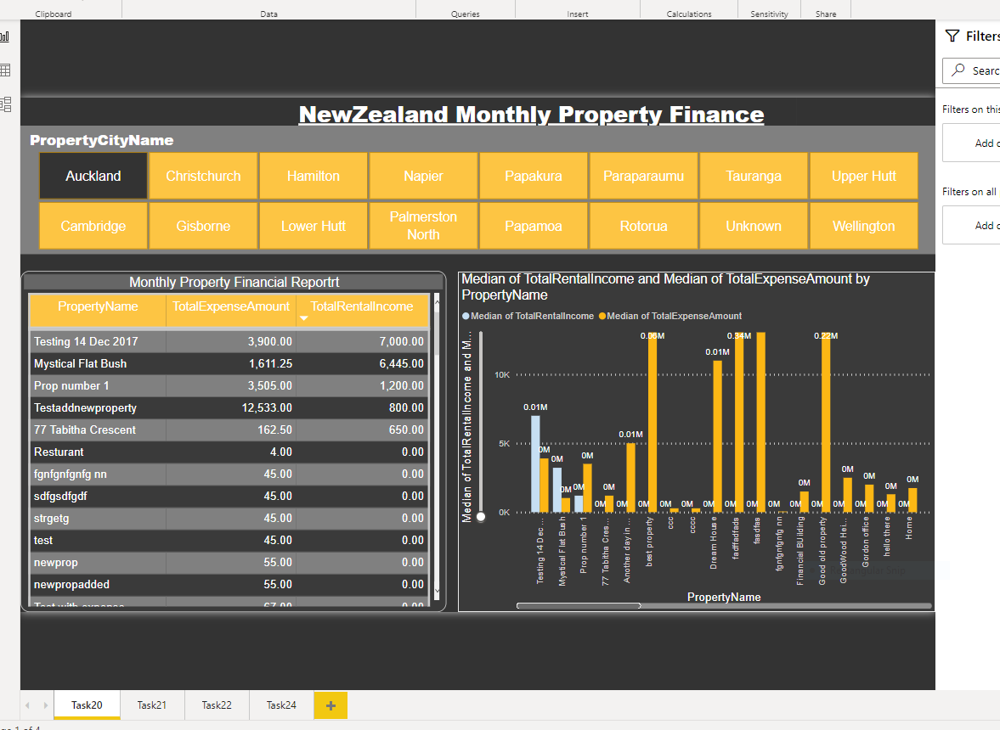 Clipboard
Data
Queries
Insert
Calculations
Sensitivity
Share
Filters
Searc
Filters on this
Add
Filters on all
Add
NewZealand Monthly Property Finance
PropertyCityName
Auckland
Christchurch
Hamilton
Napier
Papakura
Paraparaumu
Tauranga
Upper Hutt
Cambridge
Gisborne
Lower Hutt
Palmerston
North
Papamoa
Rotorua
Unknown
Wellington
Monthly Property Financial Reportrt
PropertyName TotalExpenseAmount TotalRentalIncome
Testing 14 Dec 2017 3,900.00 7,000.00
Mystical Flat Bush 1,611.25 6,445.00
Prop number 1 3,505.00 1,200.00
Testaddnewproperty 12,533.00 800.00
77 Tabitha Crescent 162.50 650.00
Resturant 4.00 0.00
fgnfgnfgnfg nn 45.00 0.00
sdfgsdfgdf 45.00 0.00
strgetg 45.00 0.00
test 45.00 0.00
newprop 55.00 0.00
newpropadded 55.00 0.00
Test with expense 67.00 0.00
Median of TotalRentalIncome and Median of TotalExpenseAmount by
PropertyName
Median of TotalRentalIncome Median of TotalExpenseAmount
Median of TotalRentalIncome and M...
10K
5K
0K
0.01M
0M
0M
0M
0M
0M
0M
0M
0.01M
0M
0.06M
0M
0M
0M
0.01M
0M
0.34M
0M
0M
0M
0M
0M
0.22M
0M
0M
0M
0M
0M
0M
0M
0M
Testing 14 Dec ...
Mystical Flat Bush
Prop number 1
77 Tabitha Cres...
Another day in ...
best property
ccc
cccc
Dream House
fadffadfads
fasdfas
fgnfgnfgnfg nn
Financial BUilding
Good old property
GoodWood Hei...
Gordon office
hello there
Home
PropertyName
Task20
Task21
Task22
Task24
+
1 of 4